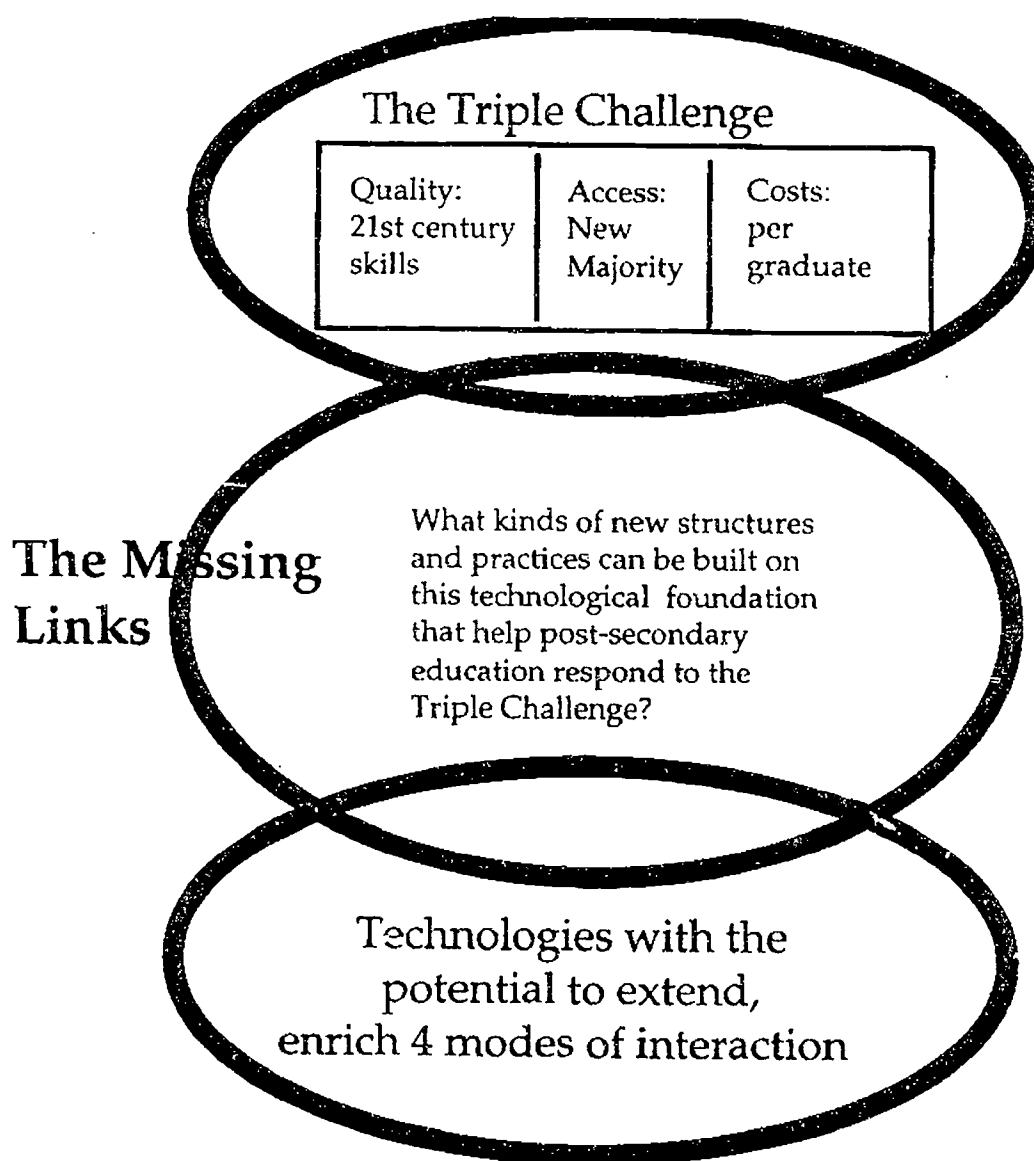 The Triple Challenge
Quality:
21st century
skills
Access:
New
Majority
Costs:
per
graduate
The Missing
Links
What kinds of new structures
and practices can be built on
this technological foundation
that help post-secondary
education respond to the
Triple Challenge?
Technologies with the
potential to extend,
enrich 4 modes of interaction